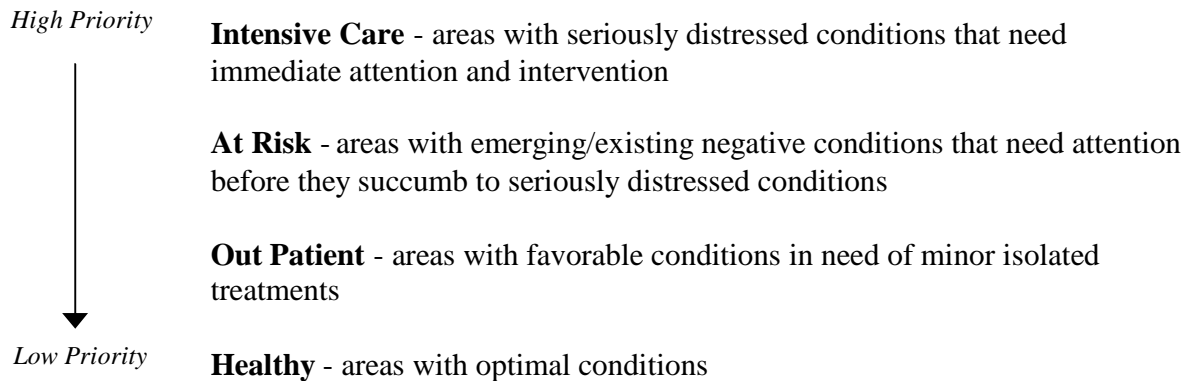 High Priority
Intensive Care - areas with seriously distressed conditions that need
immediate attention and intervention
At Risk - areas with emerging/existing negative conditions that need attention
before they succumb to seriously distressed conditions
Out Patient - areas with favorable conditions in need of minor isolated
treatments
Low Priority
Healthy - areas with optimal conditions